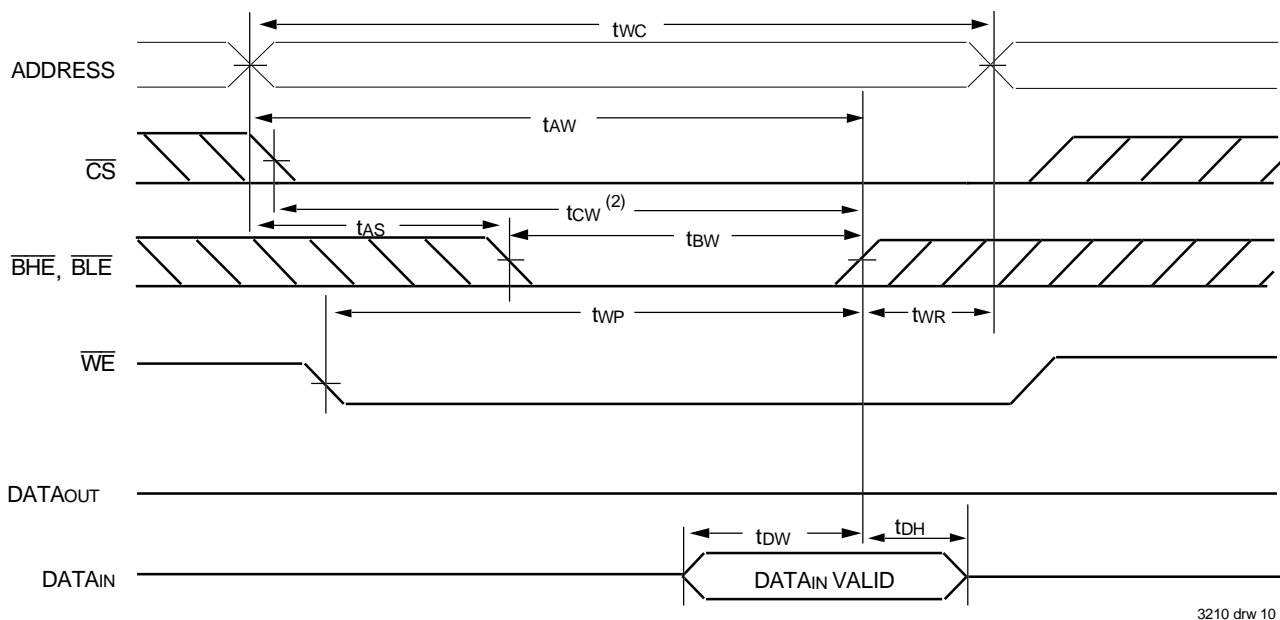 tWC
ADDRESS
tAW
CS
tCW (2)
tAS
tBW
BHE, BLE
tWP
tWR
WE
DATAOUT
tDW
tDH
DATAIN
DATAIN VALID
3210 drw 10